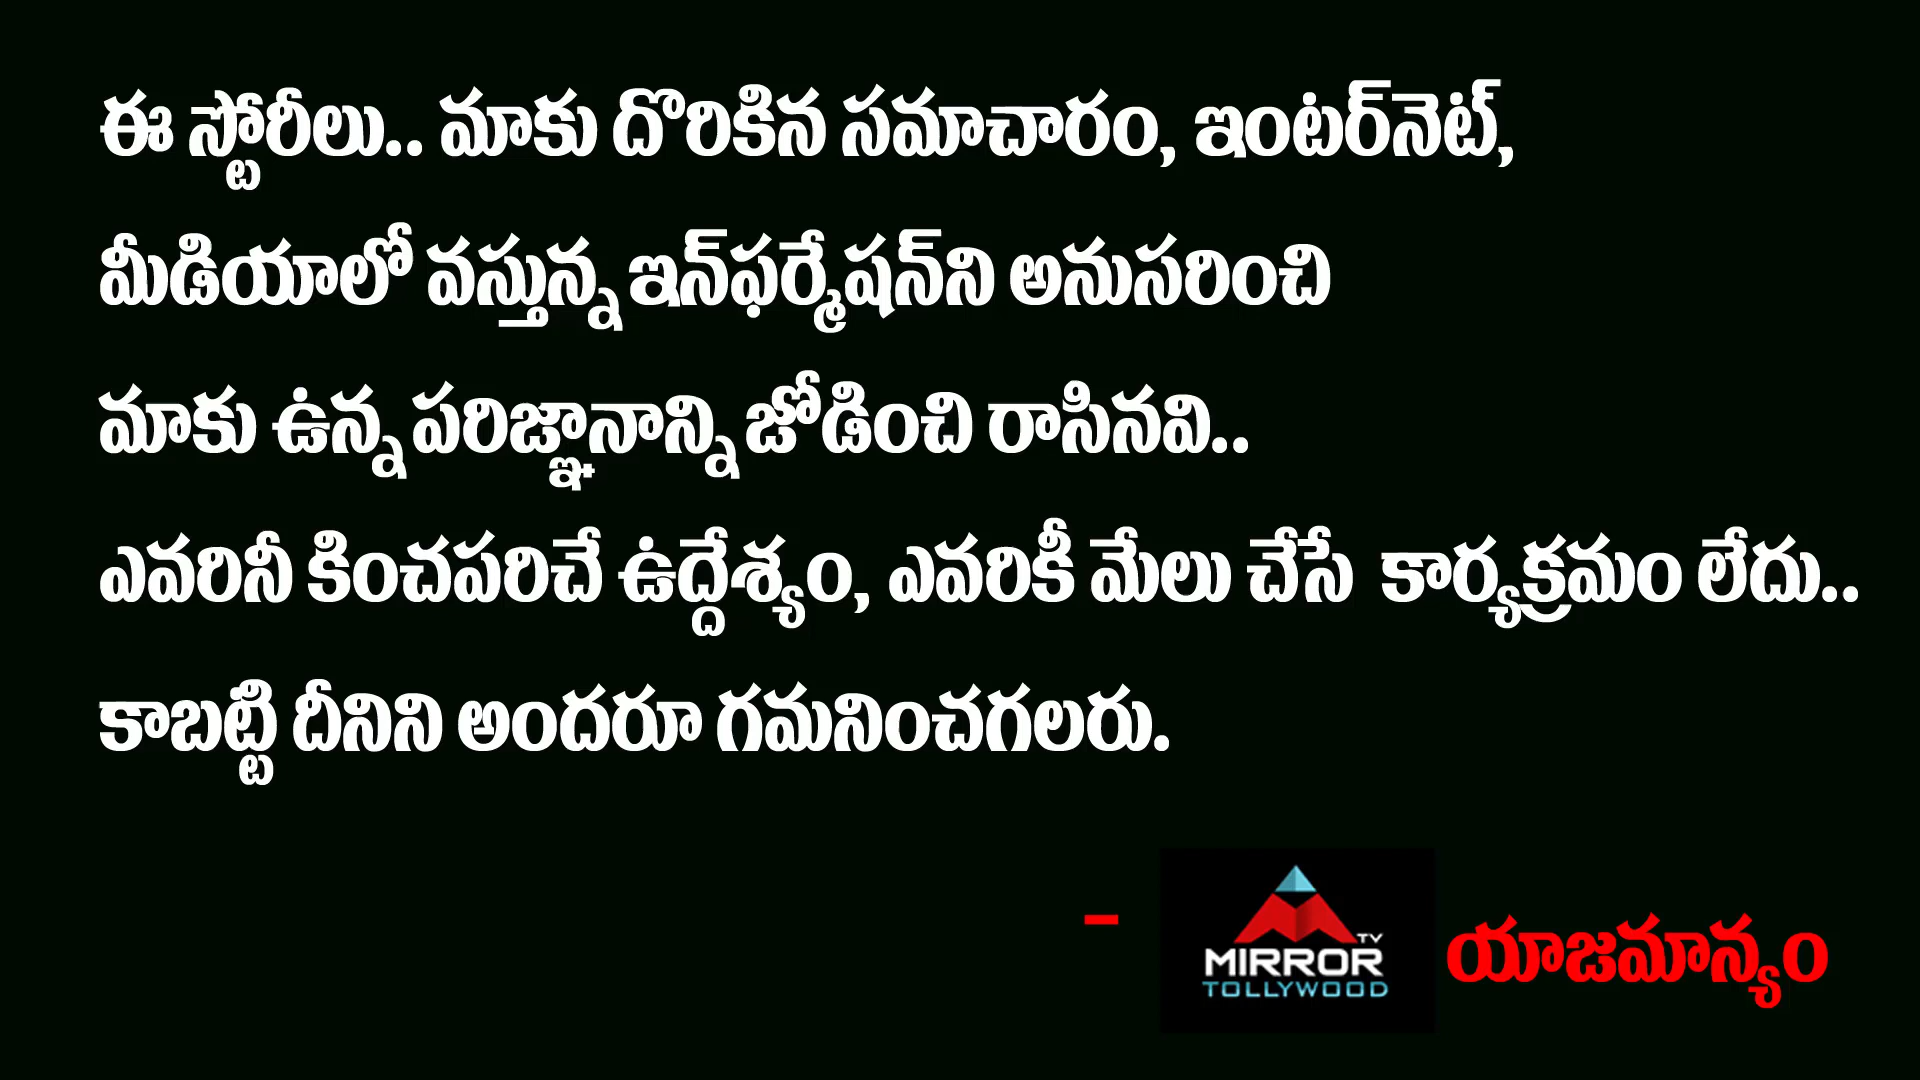 ఈ స్టోరీలు.. మాకు దొరికిన సమాచారం, ఇంటర్‌నెట్,
మీడియాలో వస్తున్న ఇన్‌ఫర్మేషన్‌ని అనుసరించి
మాకు ఉన్న పరిజ్ఞానాన్ని జోడించి రాసినవి..
ఎవరినీ కించపరిచే ఉద్దేశ్యం, ఎవరికీ మేలు చేసే కార్యక్రమం లేదు..
కాబట్టి దీనిని అందరూ గమనించగలరు.
- MIRROR TV TOLLYWOOD యాజమాన్యం